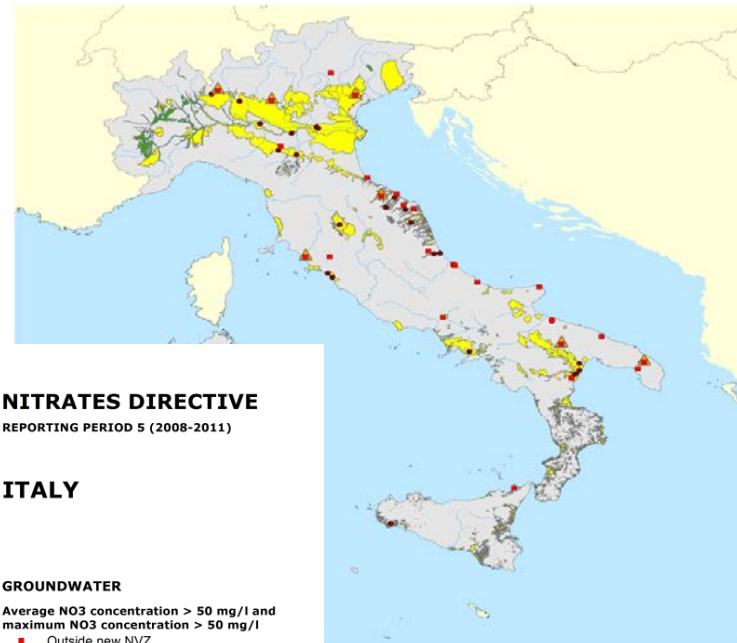 NITRATES DIRECTIVE
REPORTING PERIOD 5 (2008-2011)
ITALY
GROUNDWATER
Average NO3 concentration > 50 mg/l and
maximum NO3 concentration > 50 mg/l
Outside new NVZ